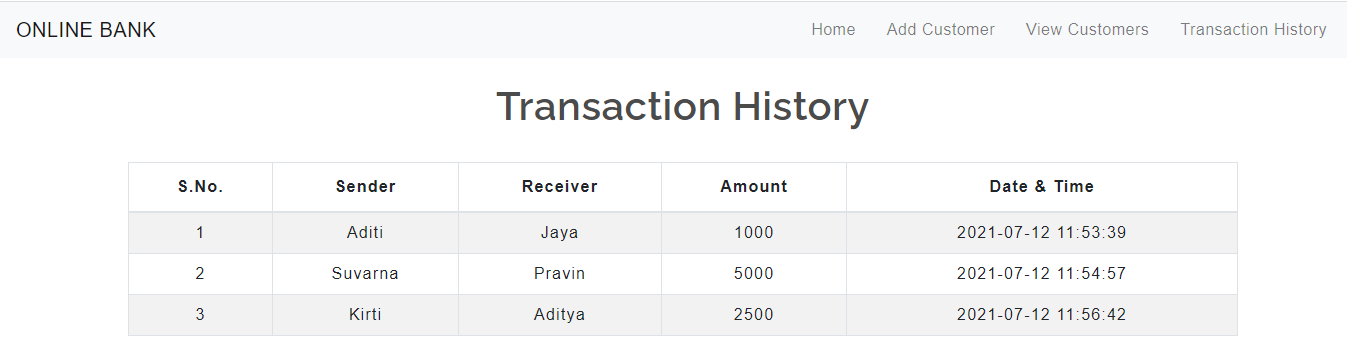 ONLINE BANK Home Add Customer View Customers Transaction History
Transaction History
S.No. Sender Receiver Amount Date & Time
1 Aditi Jaya 1000 2021-07-12 11:53:39
2 Suvarna Pravin 5000 2021-07-12 11:54:57
3 Kirti Aditya 2500 2021-07-12 11:56:42